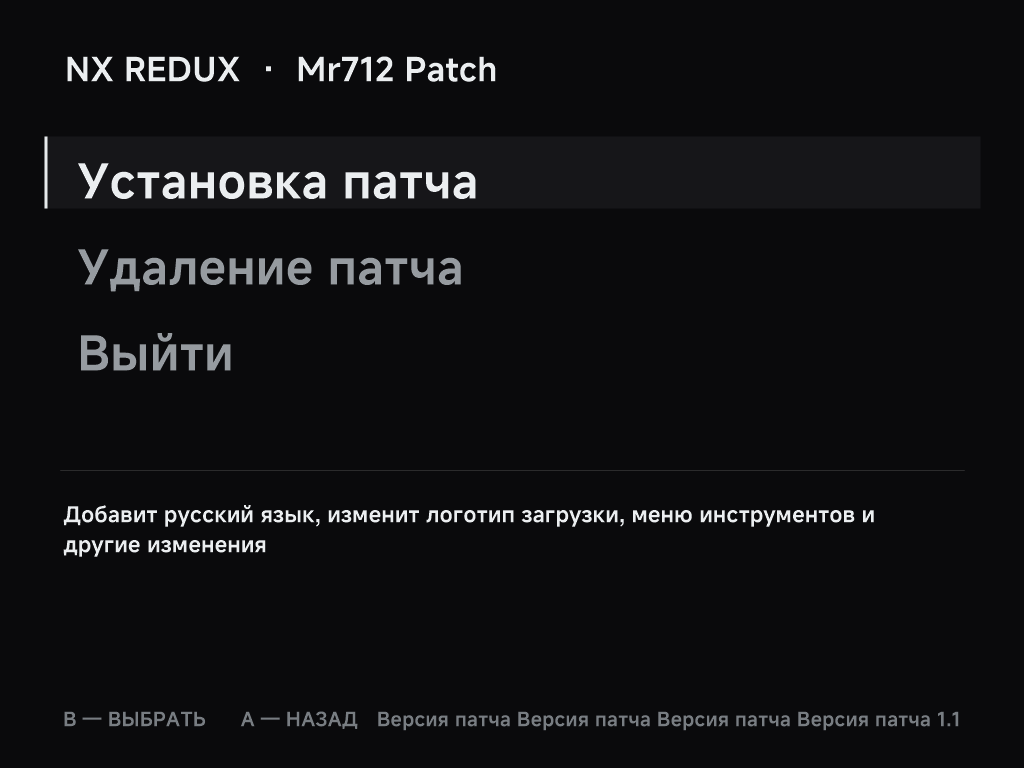 NX REDUX · Mr712 Patch
Установка патча
Удаление патча
Выйти
Добавит русский язык, изменит логотип загрузки, меню инструментов и
другие изменения
B — ВЫБРАТЬ A — НАЗАД Версия патча Версия патча Версия патча Версия патча 1.1